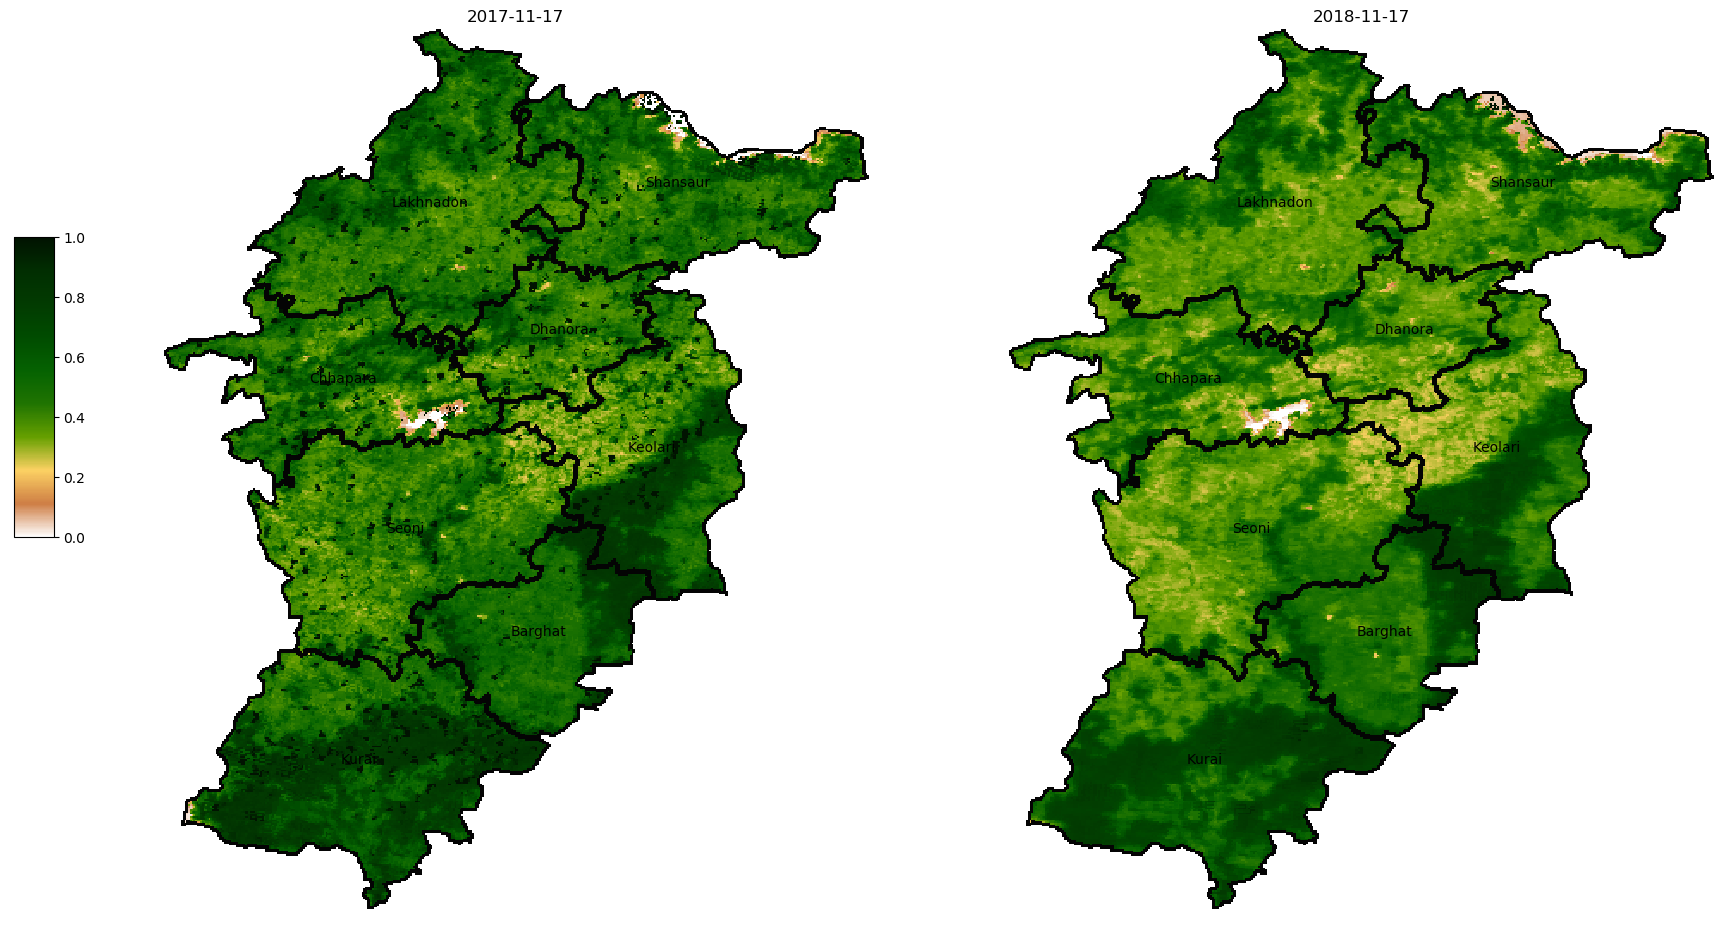 2017-11-17
2018-11-17
Shansaur
Lakhnadon
Shansaur
Lakhnadon
1.0
0.8
0.6
0.4
0.2
0.0
Dhanora
Dhanora
Chhapara
Chhapara
Keolari
Keolari
Seoni
Seoni
Barghat
Barghat
Kurai
Kurai